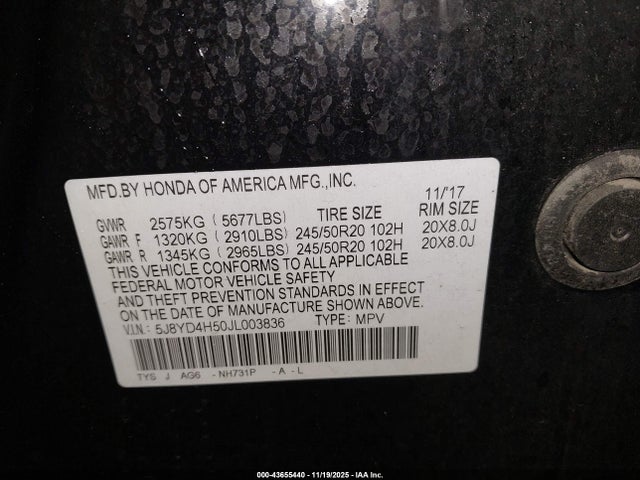 MFD.BY HONDA OF AMERICA MFG.,INC.
11/'17
GVWR 2575KG ( 5677LBS) TIRE SIZE RIM SIZE
GAWR F 1320KG ( 2910LBS) 245/50R20 102H 20X8.0J
GAWR R 1345KG ( 2965LBS) 245/50R20 102H 20X8.0J
THIS VEHICLE CONFORMS TO ALL APPLICABLE
FEDERAL MOTOR VEHICLE SAFETY
AND THEFT PREVENTION STANDARDS IN EFFECT
ON THE DATE OF MANUFACTURE SHOWN ABOVE.
V.I.N.: 5J8YD4H50JL003836 TYPE: MPV
TYS J AG6 - NH731P - A - L
000-43655440 - 11/19/2025 - IAA Inc.